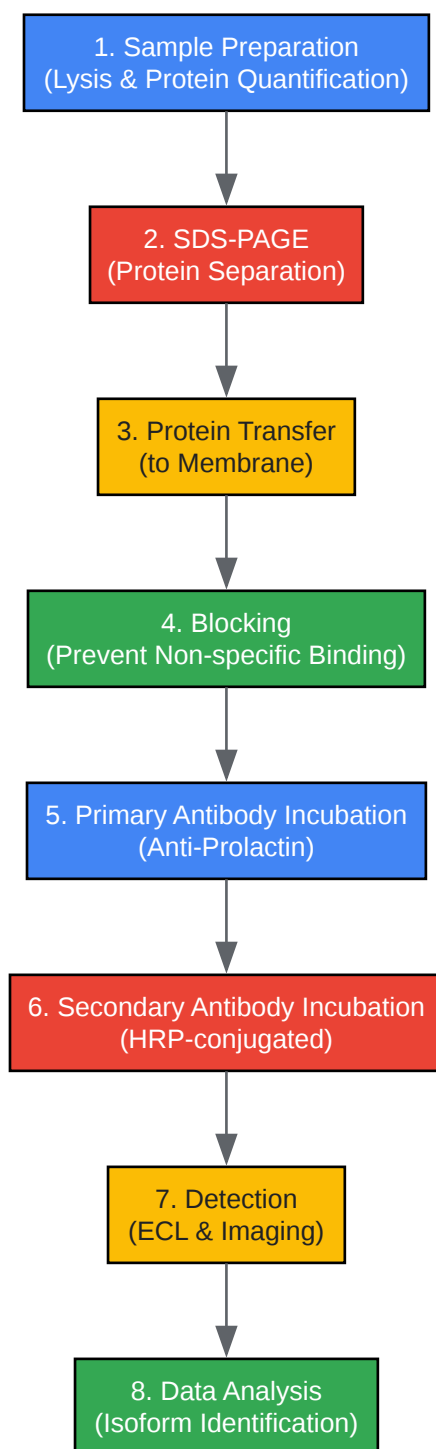 1. Sample Preparation
(Lysis & Protein Quantification)
2. SDS-PAGE
(Protein Separation)
3. Protein Transfer
(to Membrane)
4. Blocking
(Prevent Non-specific Binding)
5. Primary Antibody Incubation
(Anti-Prolactin)
6. Secondary Antibody Incubation
(HRP-conjugated)
7. Detection
(ECL & Imaging)
8. Data Analysis
(Isoform Identification)